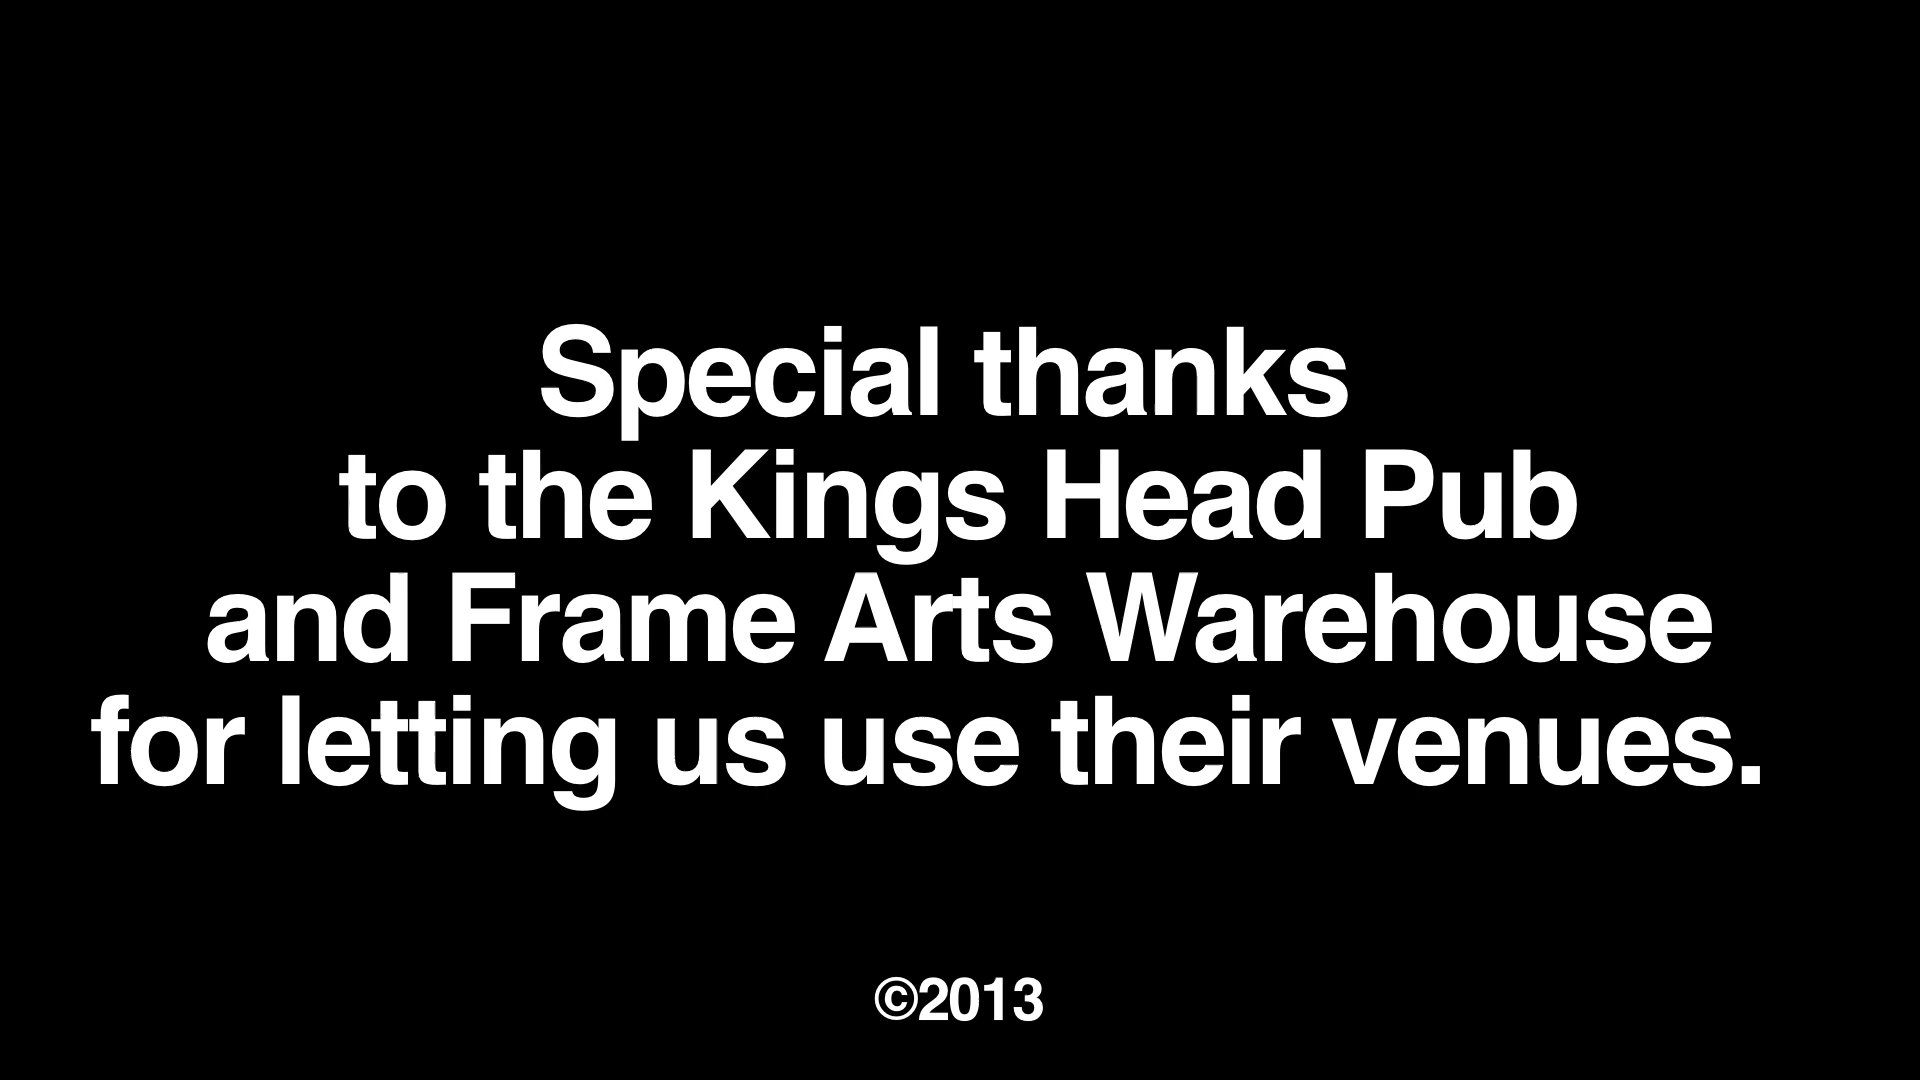 Special thanks
to the Kings Head Pub
and Frame Arts Warehouse
for letting us use their venues.
©2013